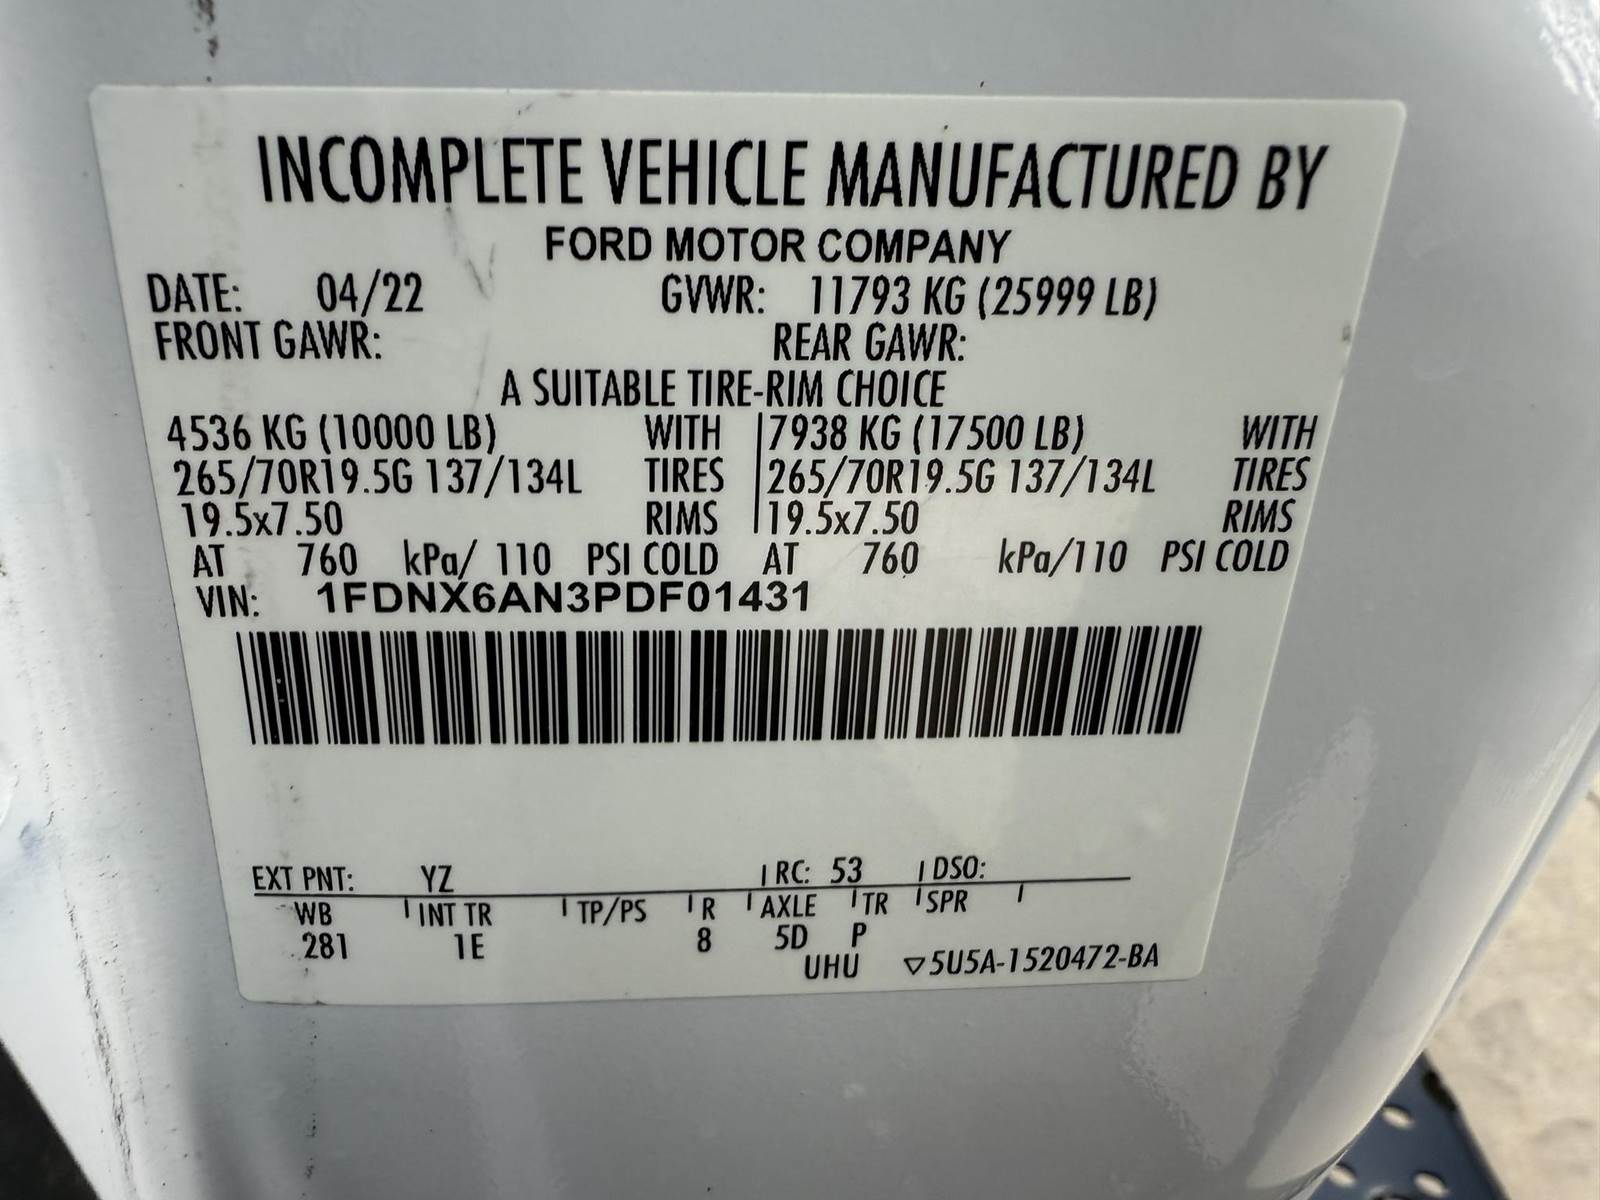 INCOMPLETE VEHICLE MANUFACTURED BY
FORD MOTOR COMPANY
DATE: 04/22 GVWR: 11793 KG (25999 LB)
FRONT GAWR: REAR GAWR:
A SUITABLE TIRE-RIM CHOICE
4536 KG (10000 LB) WITH 7938 KG (17500 LB) WITH
265/70R19.5G 137/134L TIRES 265/70R19.5G 137/134L TIRES
19.5x7.50 RIMS 19.5x7.50 RIMS
AT 760 kPa/ 110 PSI COLD AT 760 kPa/110 PSI COLD
VIN: 1FDNX6AN3PDF01431
EXT PNT: YZ RC: 53 DSO:
WB INT TR TP/PS R AXLE TR SPR
281 1E 8 5D P
UHU ▽5U5A-1520472-BA